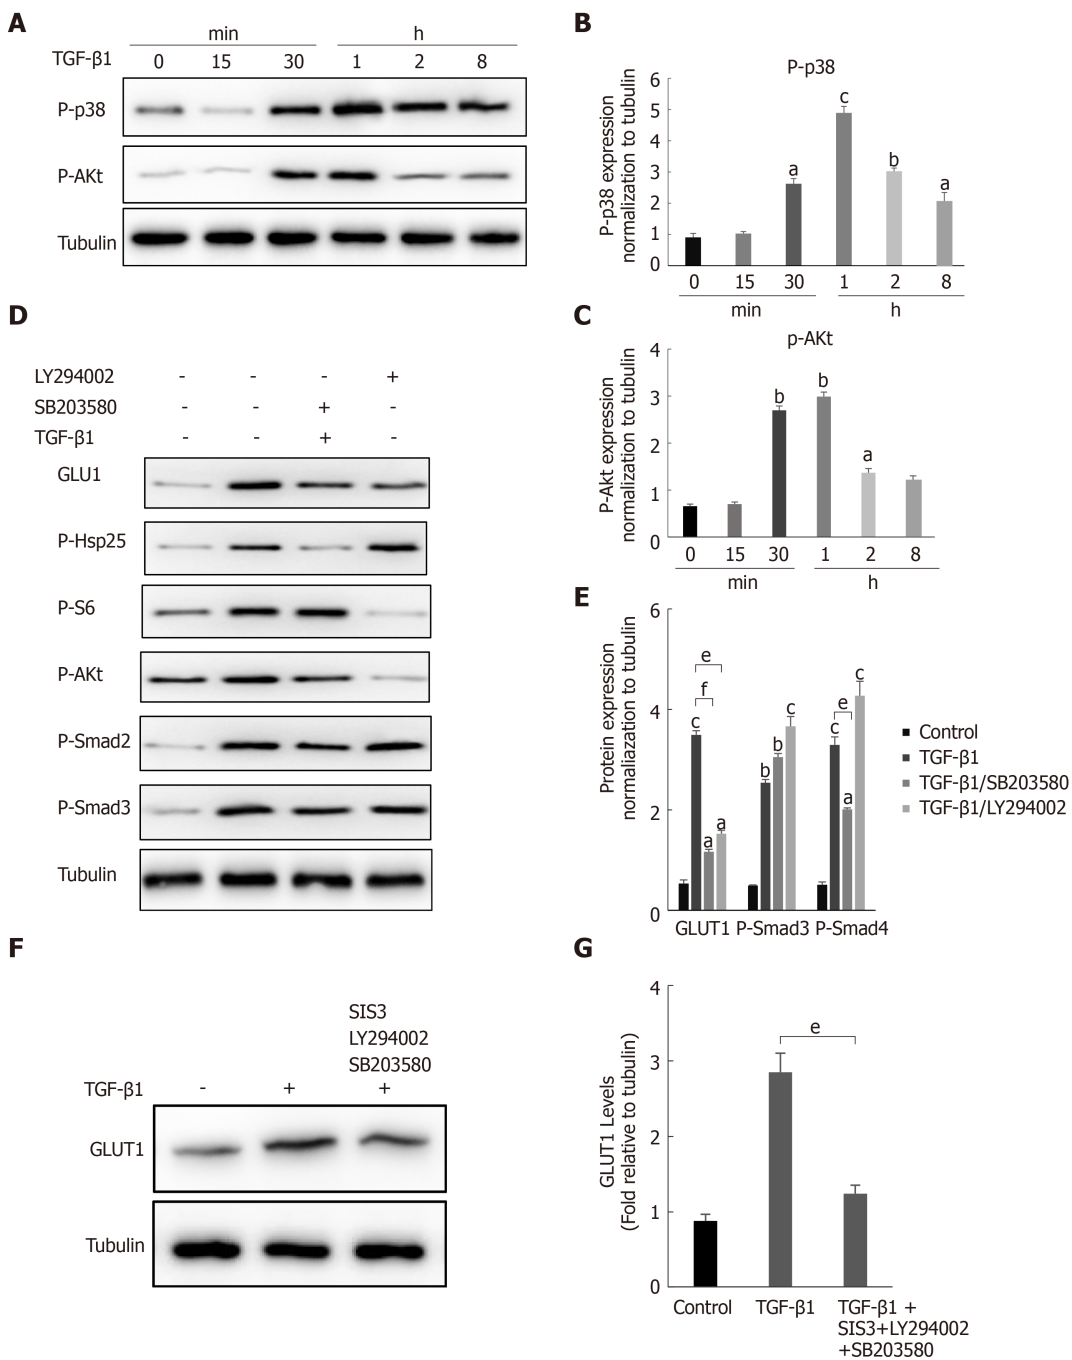 A
min h
TGF-β1 0 15 30 1 2 8
P-p38
P-AKt
Tubulin
B
P-p38
P-p38 expression
normalization to tubulin
6
5
4
3
2
1
0
a
c
b
a
0 15 30 1 2 8
min h
C
p-AKt
P-Akt expression
normalization to tubulin
4
3
2
1
0
b
b
a
0 15 30 1 2 8
min h
D
LY294002 - - - +
SB203580 - - + -
TGF-β1 - - + -
GLU1
P-Hsp25
P-S6
P-AKt
P-Smad2
P-Smad3
Tubulin
E
Protein expression
normaliazation to tubulin
6
4
2
0
e
f
c
a
a
b
b
c
e
c
a
c
GLUT1 P-Smad3 P-Smad4
Control
TGF-β1
TGF-β1/SB203580
TGF-β1/LY294002
F
SIS3
LY294002
SB203580
TGF-β1 - + +
GLUT1
Tubulin
G
GLUT1 Levels
(Fold relative to tubulin)
4
3
2
1
0
e
Control TGF-β1 TGF-β1 +
SIS3+LY294002
+SB203580